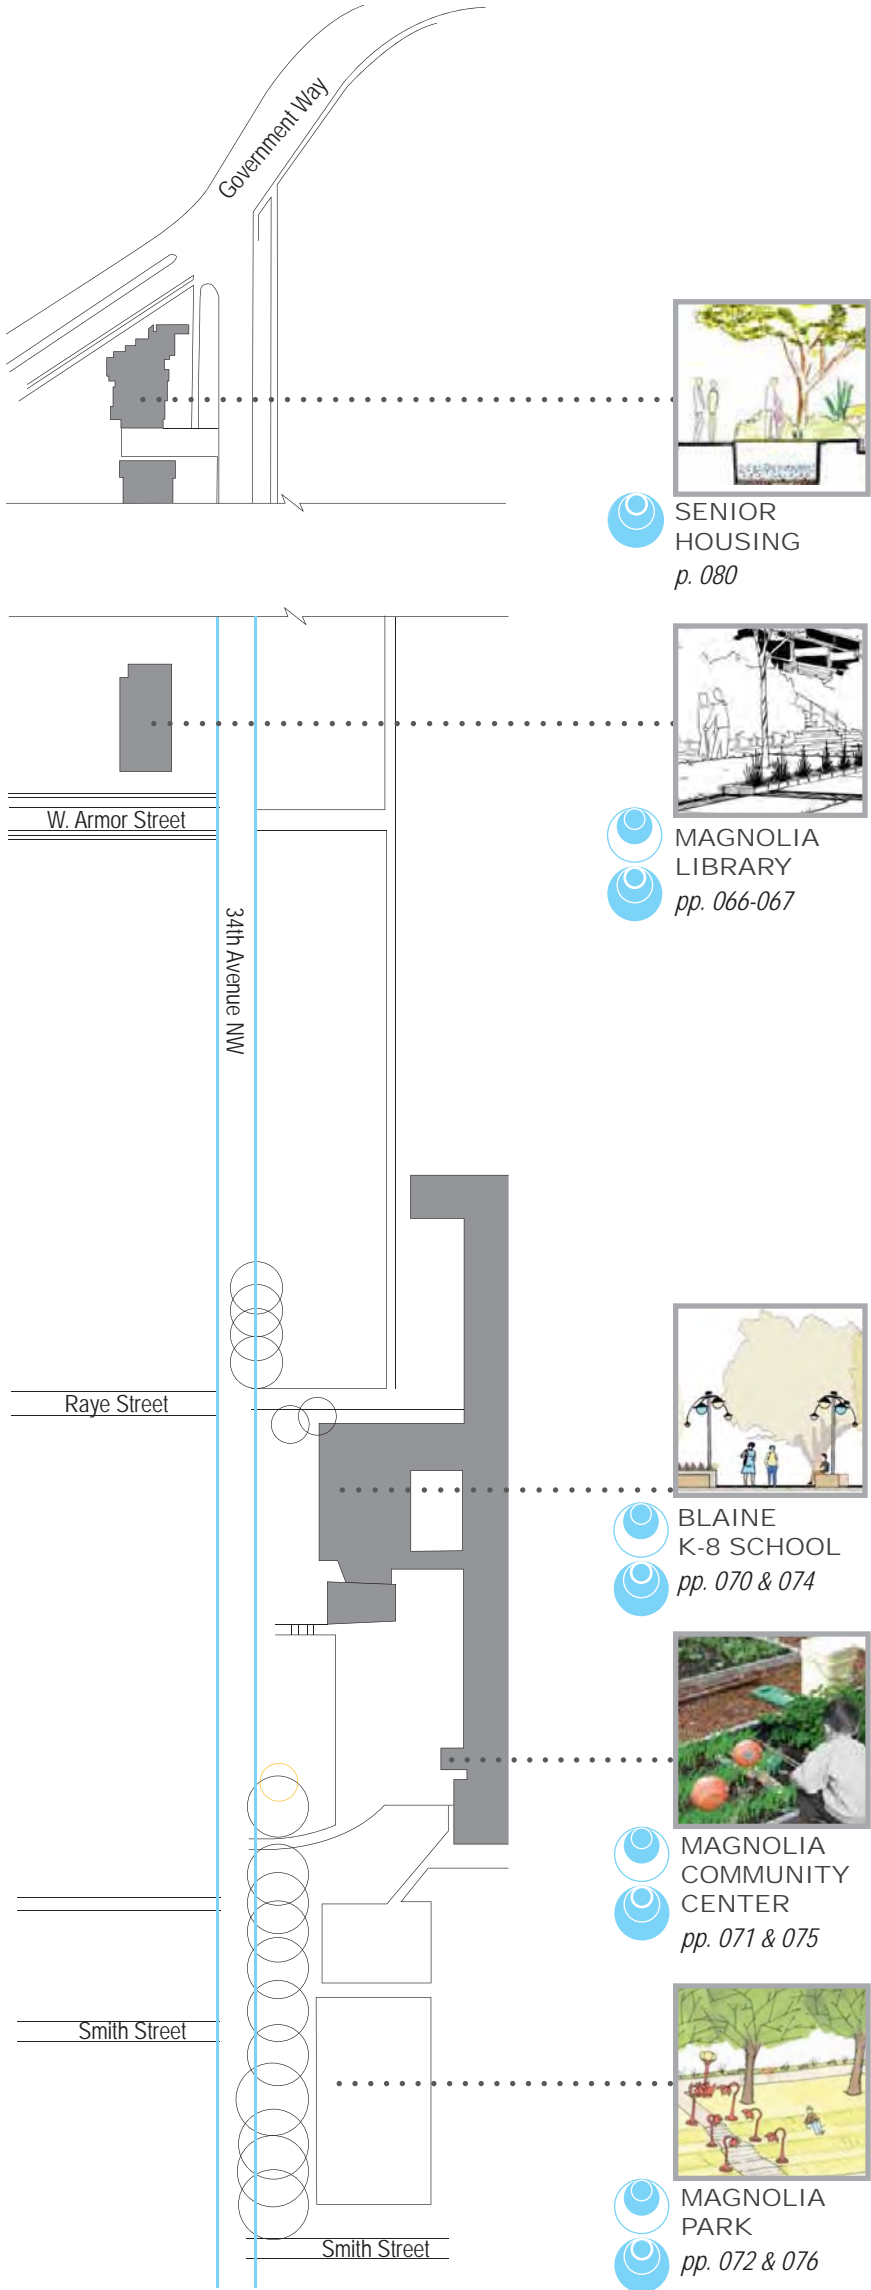 Government Way
SENIOR
HOUSING
p. 080
W. Armor Street
MAGNOLIA
LIBRARY
pp. 066-067
34th Avenue NW
Raye Street
BLAINE
K-8 SCHOOL
pp. 070 & 074
MAGNOLIA
COMMUNITY
CENTER
pp. 071 & 075
Smith Street
MAGNOLIA
PARK
pp. 072 & 076
Smith Street